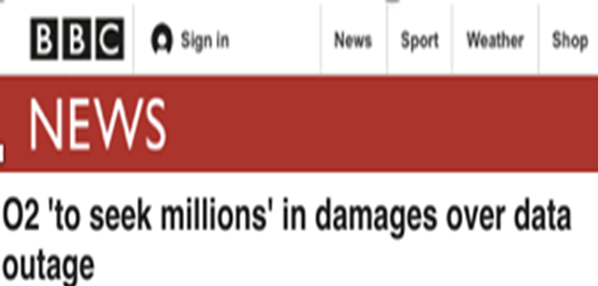 BBC Sign in News Sport Weather Shop
NEWS
O2 'to seek millions' in damages over data
outage